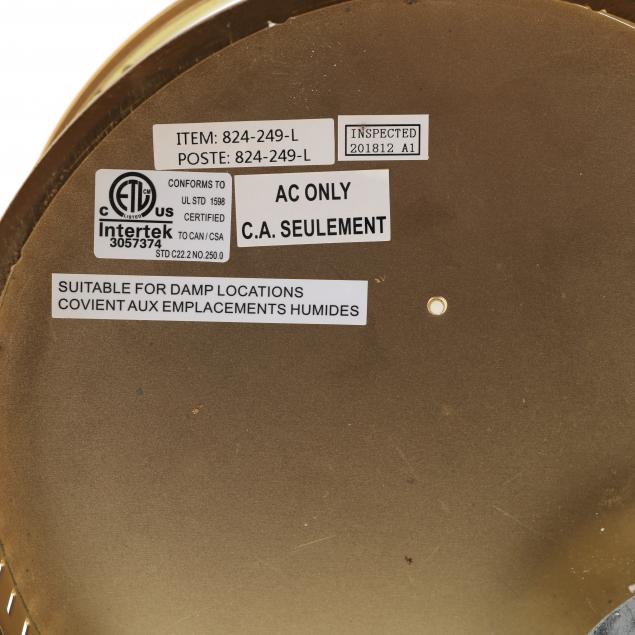 ITEM: 824-249-L
POSTE: 824-249-L
INSPECTED
201812 A1
CONFORMS TO
UL STD 1598
CERTIFIED
TO CAN / CSA
STD C22.2 NO.250.0
C ETL CM US
LISTED
Intertek
3057374
AC ONLY
C.A. SEULEMENT
SUITABLE FOR DAMP LOCATIONS
COVIENT AUX EMPLACEMENTS HUMIDES